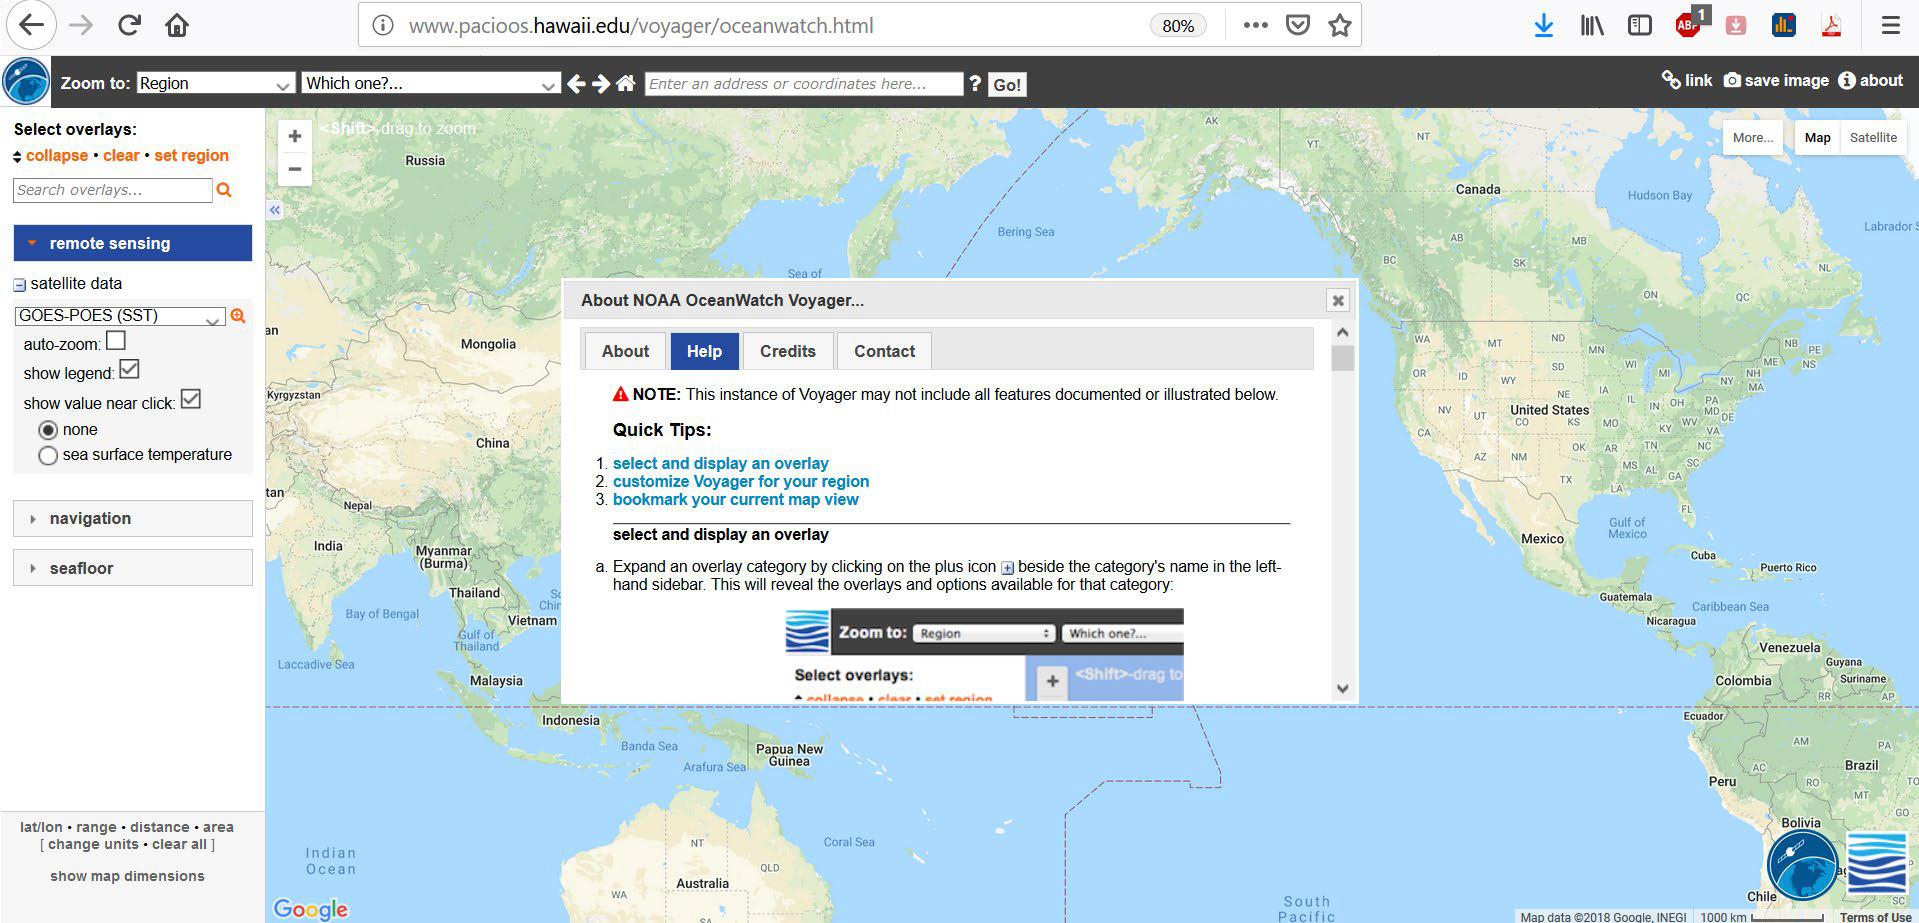 www.pacioos.hawaii.edu/voyager/oceanwatch.html
80%
ABP
1
Zoom to:
Region
Which one?...
Enter an address or coordinates here...
?
Go!
link
save image
about
Select overlays:
collapse • clear • set region
Search overlays...
remote sensing
satellite data
GOES-POES (SST)
auto-zoom:
show legend:
show value near click:
none
sea surface temperature
navigation
seafloor
lat/lon • range • distance • area
[ change units • clear all ]
show map dimensions
+
<Shift>-drag to zoom
−
«
More...
Map
Satellite
Russia
AK
YT
NT
Canada
Hudson Bay
Labrador S
Bering Sea
Sea of
AB
MB
BC
SK
NL
ON
QC
an
Mongolia
Kyrgyzstan
China
tan
Nepal
India
Myanmar
(Burma)
Thailand
Vietnam
Bay of Bengal
Gulf of
Thailand
Laccadive Sea
Malaysia
Indonesia
Banda Sea
Arafura Sea
Papua New
Guinea
Coral Sea
Indian
Ocean
NT
QLD
WA
Australia
SA
South
Pacific
WA
MT
ND
MN
NB
PE
ME
NS
OR
ID
WY
SD
WI
MI
NH
NY
MA
NV
UT
United States
CO
NE
IA
IL
IN
OH
PA
MD
DE
CA
KS
MO
KY
WV
VA
AZ
NM
OK
AR
TN
NC
MS
AL
SC
TX
LA
GA
FL
Gulf of
Mexico
Mexico
Cuba
Puerto Rico
Guatemala
Caribbean Sea
Nicaragua
Venezuela
Guyana
Colombia
Suriname
RR
AP
Ecuador
AM
PA
Peru
AC
Brazil
TO
RO
MT
Bolivia
GO
Chile
About NOAA OceanWatch Voyager...
About
Help
Credits
Contact
NOTE: This instance of Voyager may not include all features documented or illustrated below.
Quick Tips:
1. select and display an overlay
2. customize Voyager for your region
3. bookmark your current map view
select and display an overlay
a. Expand an overlay category by clicking on the plus icon + beside the category's name in the left-
hand sidebar. This will reveal the overlays and options available for that category:
Zoom to:
Region
Which one?...
Select overlays:
collapse • clear • set region
+
<Shift>-drag to
Google
Map data ©2018 Google, INEGI
1000 km
Terms of Use